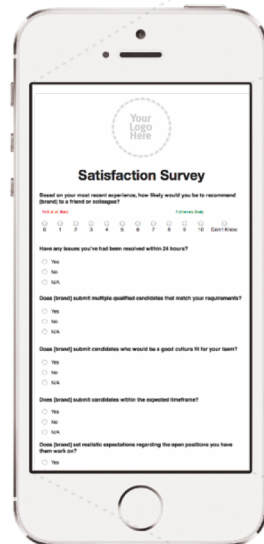 Your
Logo
Here
Satisfaction Survey
Based on your most recent experience, how likely would you be to recommend
[brand] to a friend or colleague?
Not at all likely Extremely likely
0 1 2 3 4 5 6 7 8 9 10 Don't Know
Have any issues you've had been resolved within 24 hours?
Yes
No
N/A
Does [brand] submit multiple qualified candidates that match your requirements?
Yes
No
N/A
Does [brand] submit candidates who would be a good culture fit for your team?
Yes
No
N/A
Does [brand] submit candidates within the expected timeframe?
Yes
No
N/A
Does [brand] set realistic expectations regarding the open positions you have
them work on?
Yes